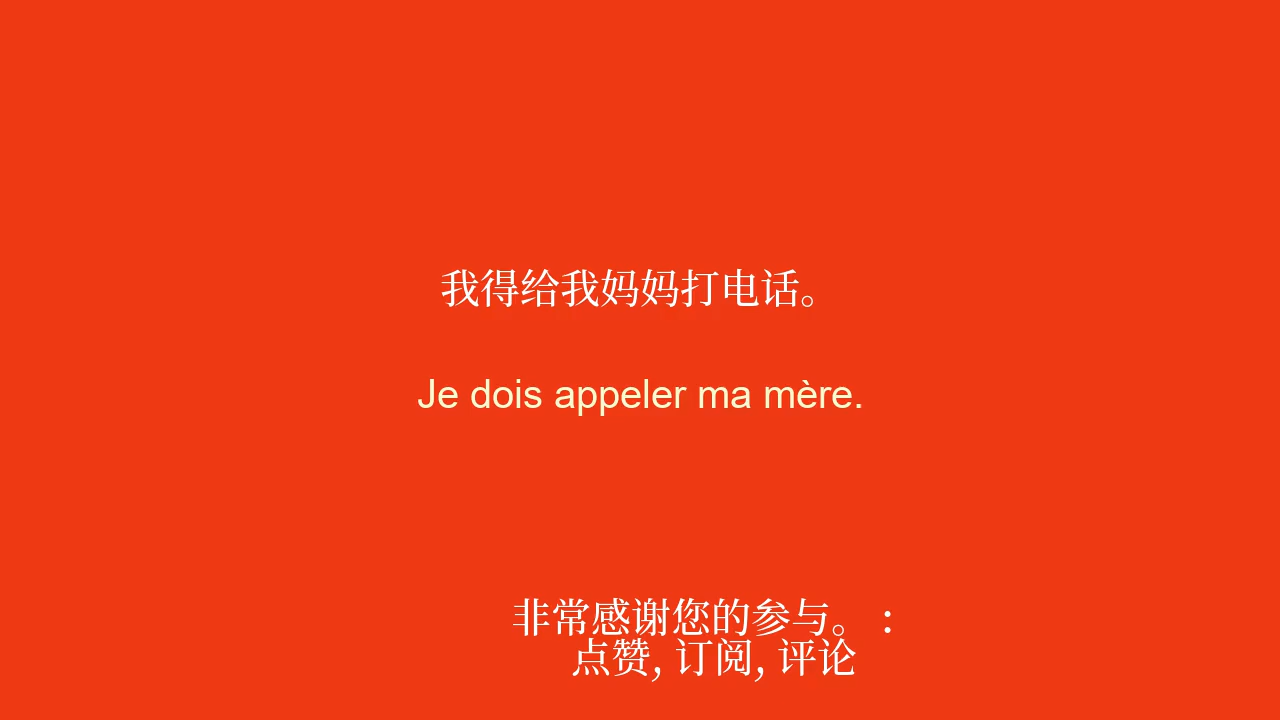 我得给我妈妈打电话。
Je dois appeler ma mère.
非常感谢您的参与。 :
点赞, 订阅, 评论